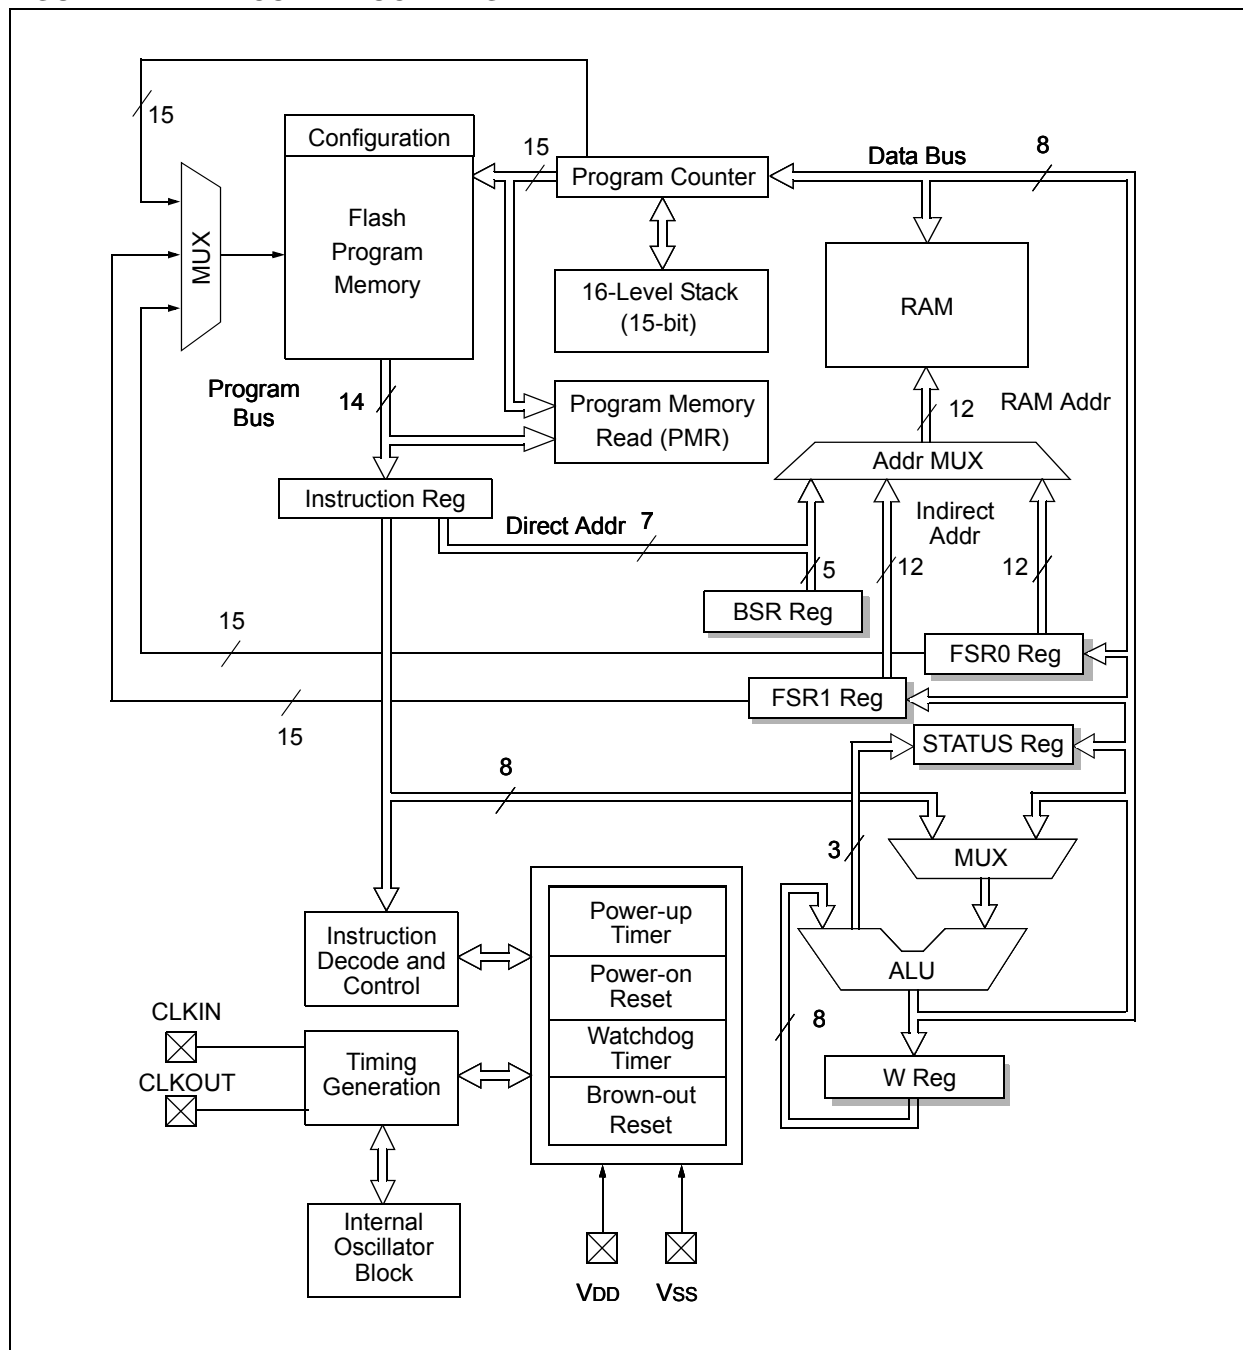 15
Configuration
15
Program Counter
Data Bus
8
Flash
Program
Memory
MUX
16-Level Stack
(15-bit)
RAM
Program
Bus
14
Program Memory
Read (PMR)
12
RAM Addr
Addr MUX
Instruction Reg
Direct Addr
7
Indirect
Addr
5
12
12
BSR Reg
15
FSR0 Reg
FSR1 Reg
15
STATUS Reg
8
3
MUX
Power-up
Timer
Instruction
Decode and
Control
ALU
Power-on
Reset
CLKIN
8
Watchdog
Timer
Timing
Generation
W Reg
CLKOUT
Brown-out
Reset
Internal
Oscillator
Block
VDD
VSS